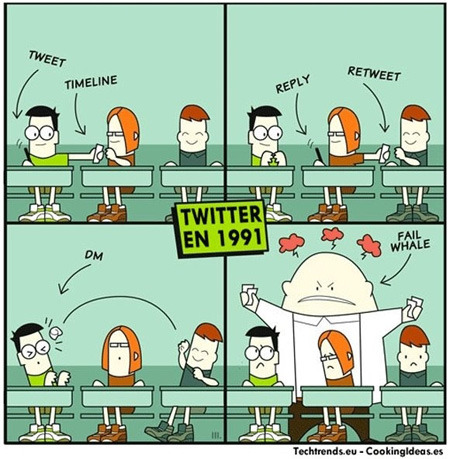 TWEET
TIMELINE
REPLY
RETWEET
TWITTER
EN 1991
DM
FAIL
WHALE
Techtrends.eu - CookingIdeas.es